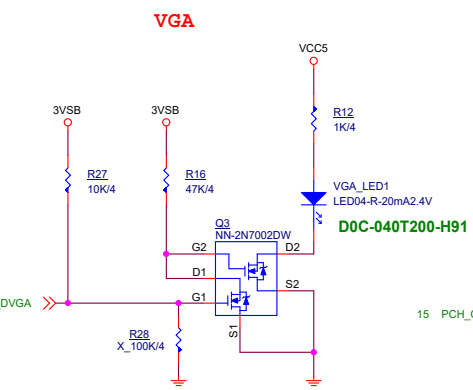 VGA
VCC5
3VSB
3VSB
R12
1K/4
R27
10K/4
R16
47K/4
VGA_LED1
LED04-R-20mA2.4V
D0C-040T200-H91
Q3
NN-2N7002DW
G2
D2
D1
S2
G1
S1
DVGA
R28
X_100K/4
15 PCH_